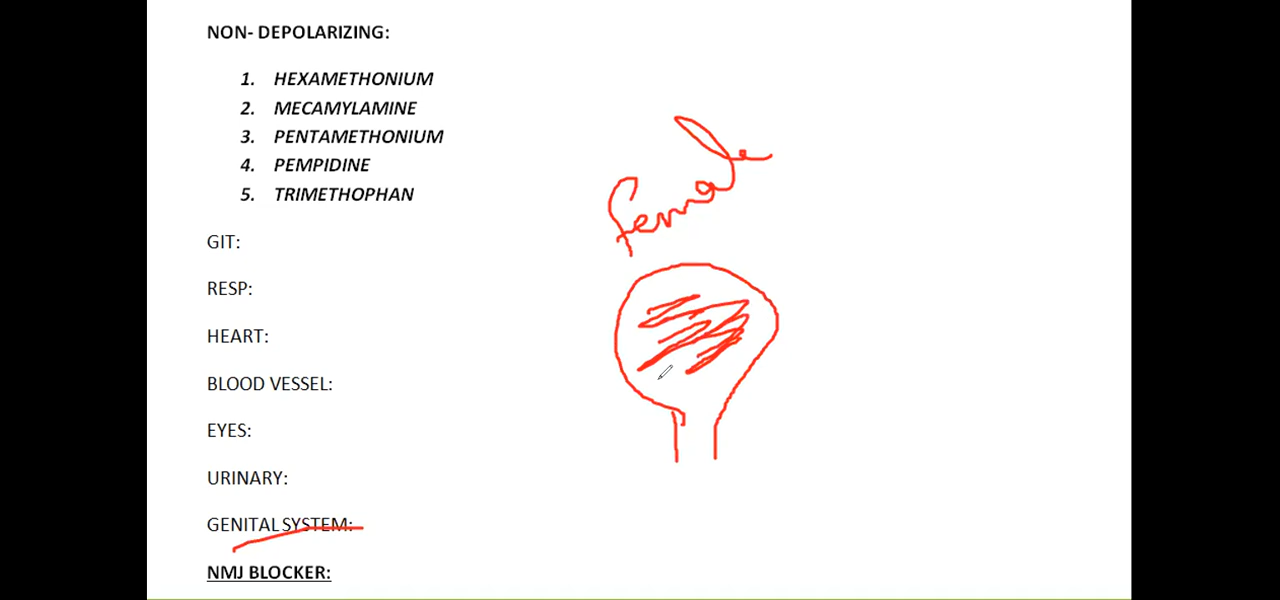 NON- DEPOLARIZING:
1. HEXAMETHONIUM
2. MECAMYLAMINE
3. PENTAMETHONIUM
4. PEMPIDINE
5. TRIMETHOPHAN
GIT:
RESP:
HEART:
BLOOD VESSEL:
EYES:
URINARY:
GENITAL SYSTEM:
NMJ BLOCKER:
female